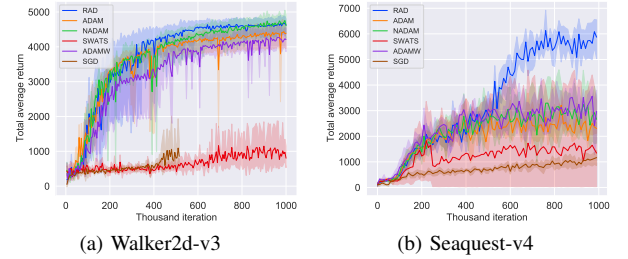 5000
4000
3000
2000
1000
0
Total average return
RAD
ADAM
NADAM
SWATS
ADAMW
SGD
0 200 400 600 800 1000
Thousand iteration
(a) Walker2d-v3
7000
6000
5000
4000
3000
2000
1000
0
Total average return
RAD
ADAM
NADAM
SWATS
ADAMW
SGD
0 200 400 600 800 1000
Thousand iteration
(b) Seaquest-v4